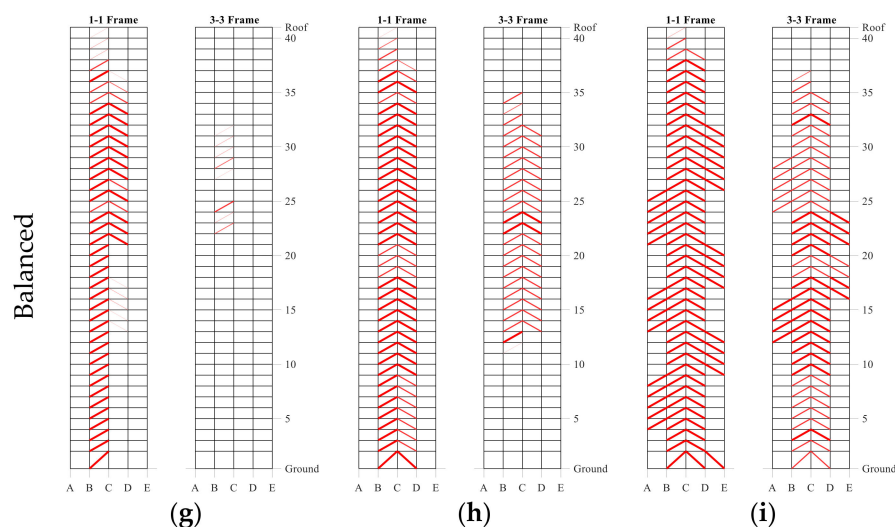 1-1 Frame 3-3 Frame Roof 1-1 Frame 3-3 Frame Roof 1-1 Frame 3-3 Frame Roof
40 40 40
35 35 35
30 30 30
25 25 25
Balanced
20 20 20
15 15 15
10 10 10
5 5 5
Ground Ground Ground
A B C D E A B C D E A B C D E A B C D E A B C D E A B C D E
(g) (h) (i)